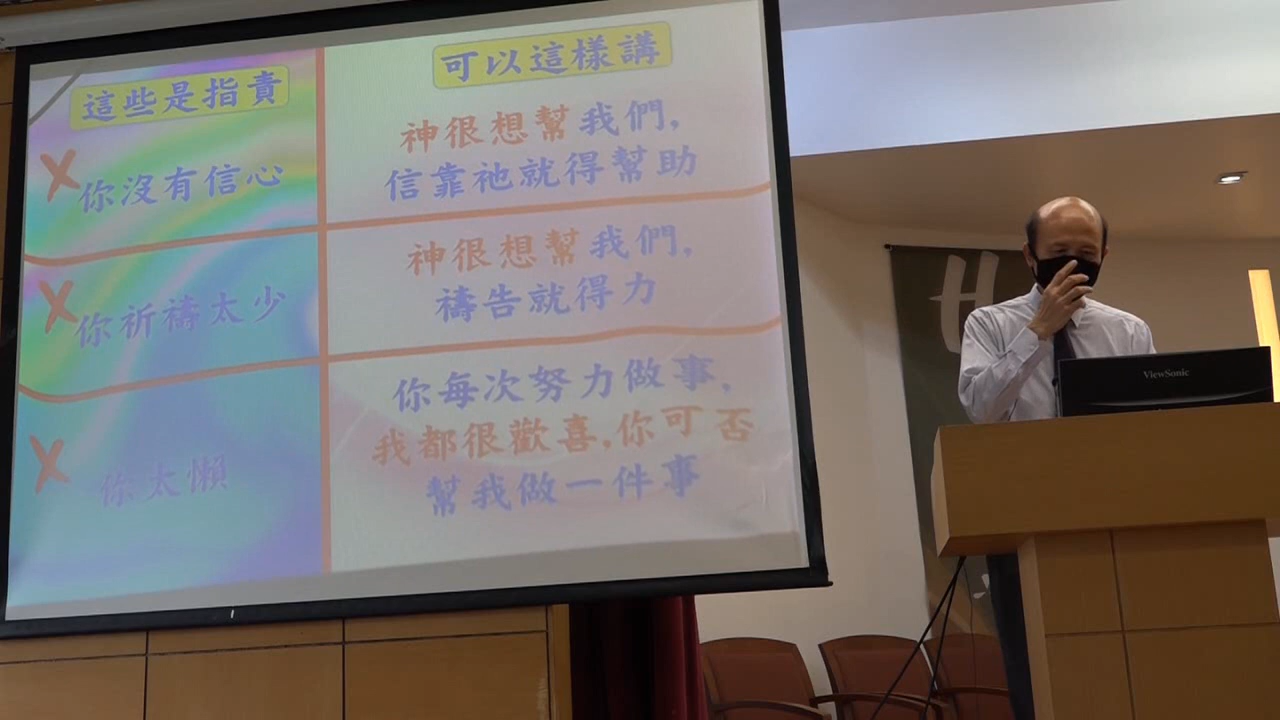 這些是指責
可以這樣講
X
你沒有信心
神很想幫我們,
信靠祂就得幫助
X
你祈禱太少
神很想幫我們,
禱告就得力
X
你太懶
你每次努力做事,
我都很歡喜,你可否
幫我做一件事
H
ViewSonic